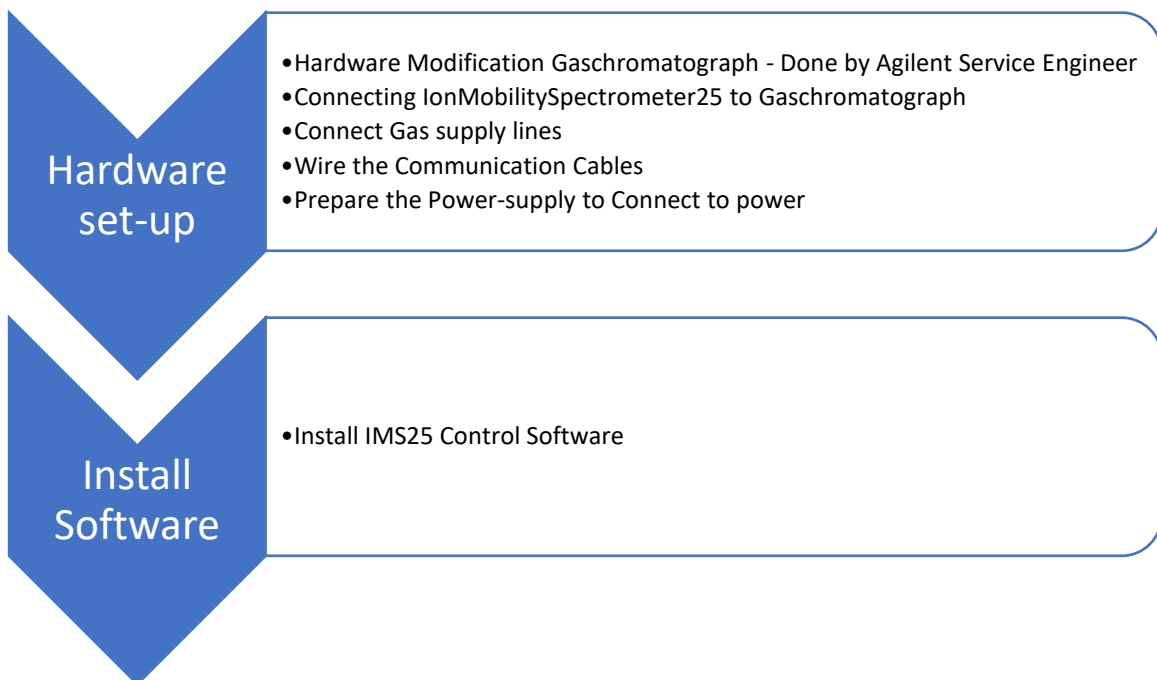 Hardware
set-up
•Hardware Modification Gaschromatograph - Done by Agilent Service Engineer
•Connecting IonMobilitySpectrometer25 to Gaschromatograph
•Connect Gas supply lines
•Wire the Communication Cables
•Prepare the Power-supply to Connect to power
Install
Software
•Install IMS25 Control Software